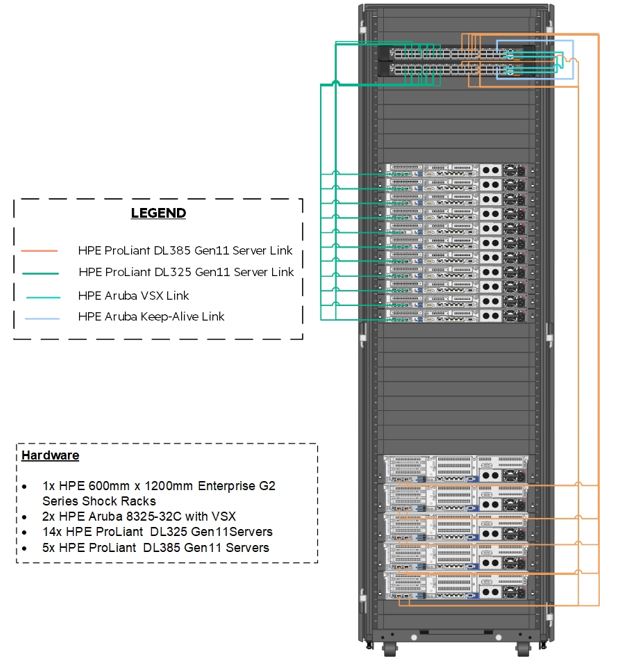 LEGEND
HPE ProLiant DL385 Gen11 Server Link
HPE ProLiant DL325 Gen11 Server Link
HPE Aruba VSX Link
HPE Aruba Keep-Alive Link
Hardware
• 1x HPE 600mm x 1200mm Enterprise G2
Series Shock Racks
• 2x HPE Aruba 8325-32C with VSX
• 14x HPE ProLiant DL325 Gen11Servers
• 5x HPE ProLiant DL385 Gen11 Servers